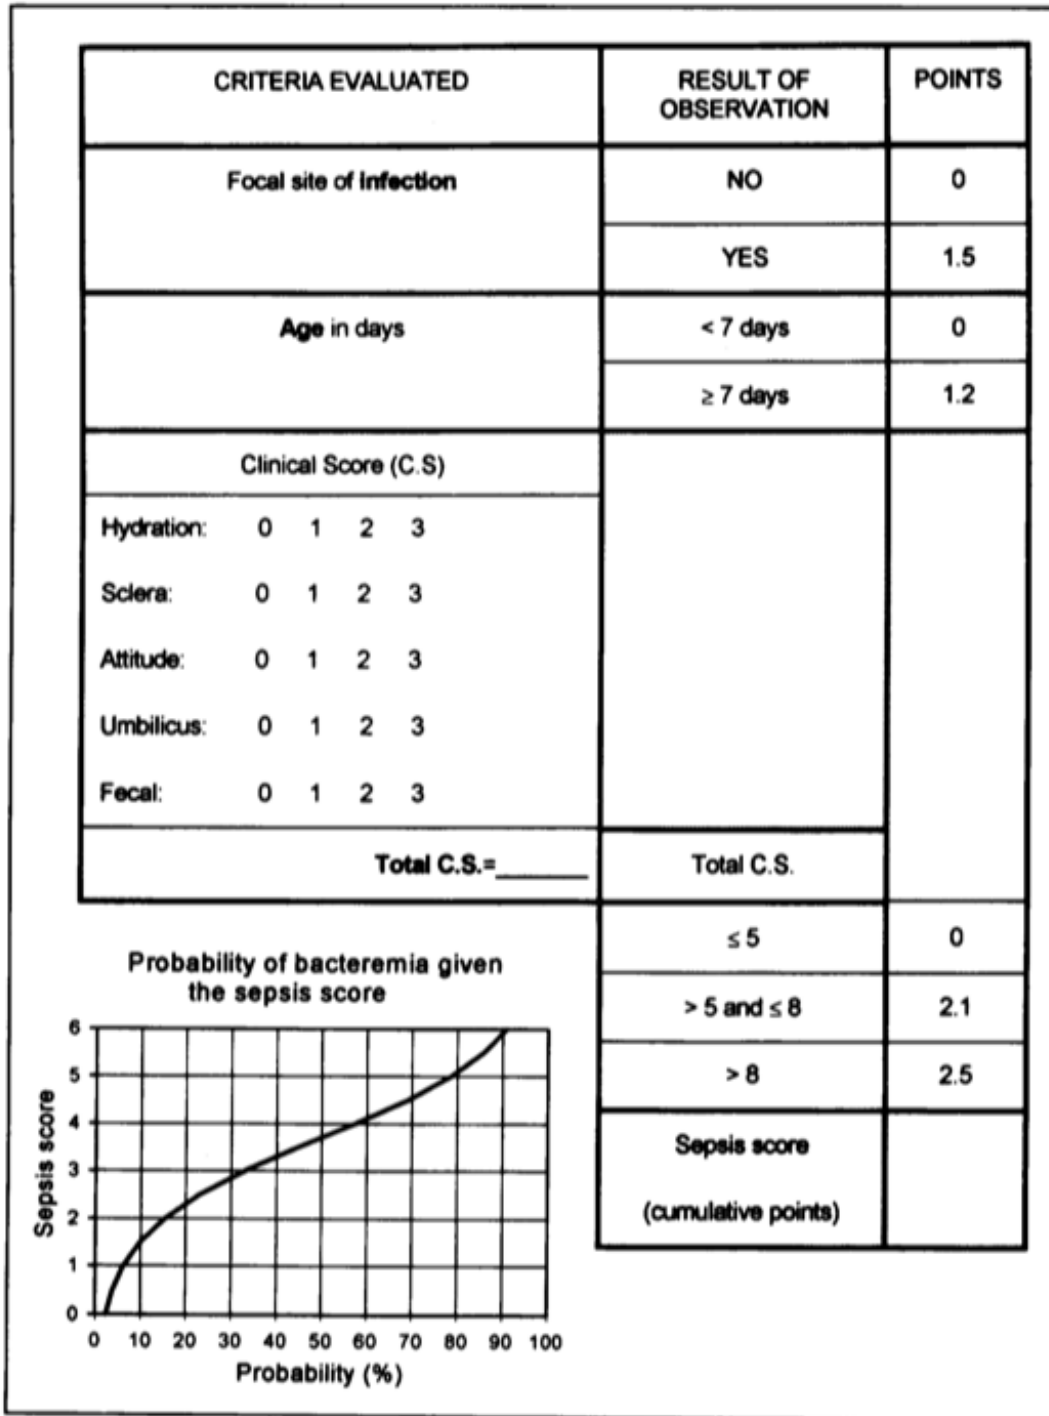 CRITERIA EVALUATED
RESULT OF
OBSERVATION
POINTS
Focal site of infection
NO
0
YES
1.5
Age in days
< 7 days
0
≥ 7 days
1.2
Clinical Score (C.S)
Hydration: 0 1 2 3
Sclera: 0 1 2 3
Attitude: 0 1 2 3
Umbilicus: 0 1 2 3
Fecal: 0 1 2 3
Total C.S.=______
Total C.S.
≤ 5
0
> 5 and ≤ 8
2.1
> 8
2.5
Sepsis score
(cumulative points)
Probability of bacteremia given
the sepsis score
Sepsis score
6
5
4
3
2
1
0
0 10 20 30 40 50 60 70 80 90 100
Probability (%)